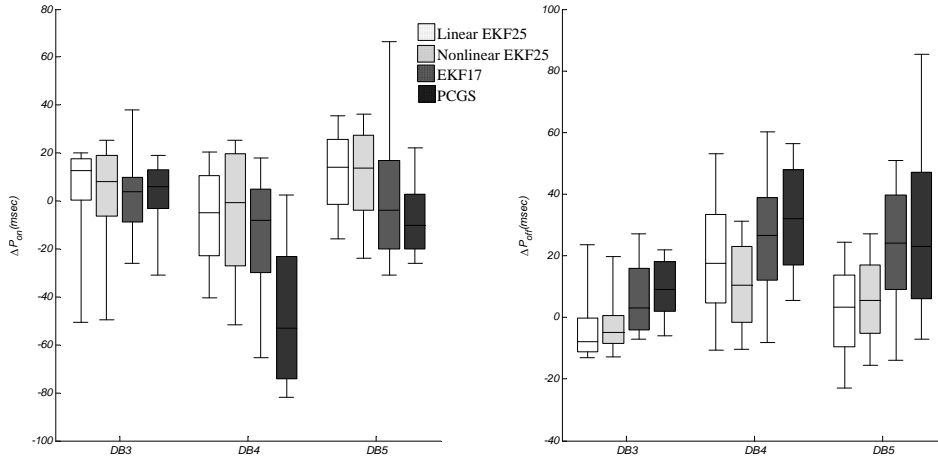 80
60
40
20
0
-20
-40
-60
-80
-100
ΔP_on(msec)
DB3
DB4
DB5
Linear EKF25
Nonlinear EKF25
EKF17
PCGS
100
80
60
40
20
0
-20
-40
ΔP_off(msec)
DB3
DB4
DB5